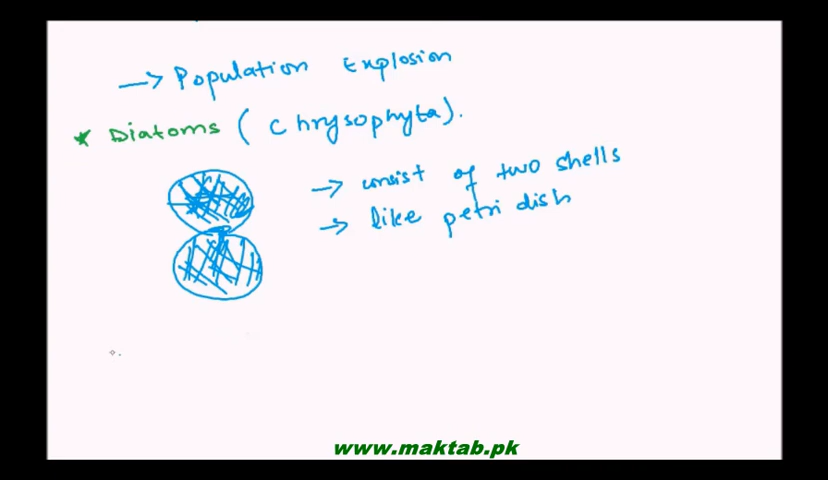 → Population Explosion
* Diatoms (Chrysophyta).
→ consist of two shells
→ like petri dish
www.maktab.pk